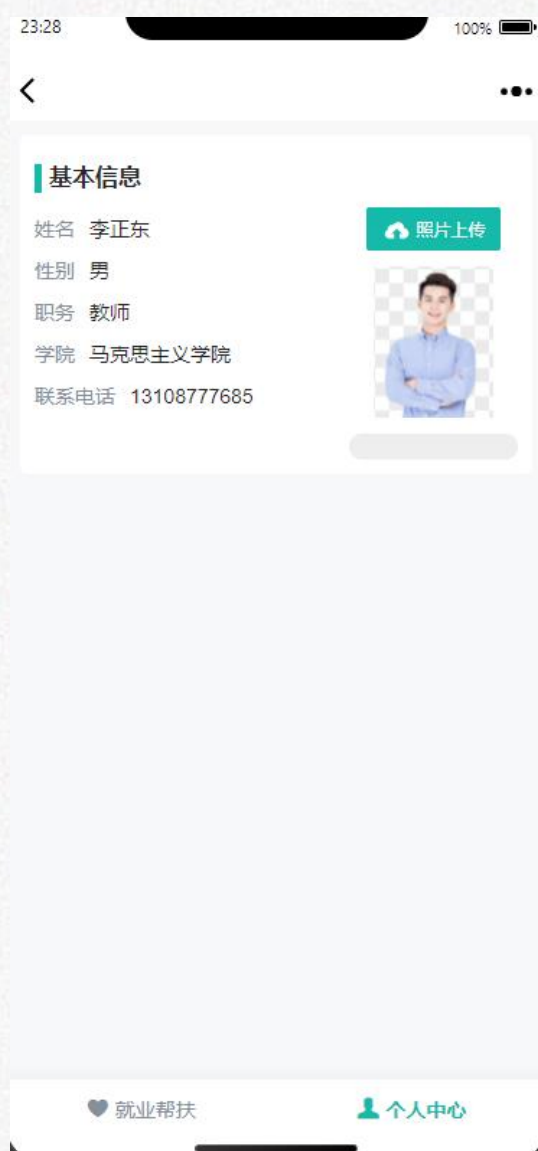 23:28 100%
基本信息
姓名 李正东
照片上传
性别 男
职务 教师
学院 马克思主义学院
联系电话 13108777685
就业帮扶 个人中心